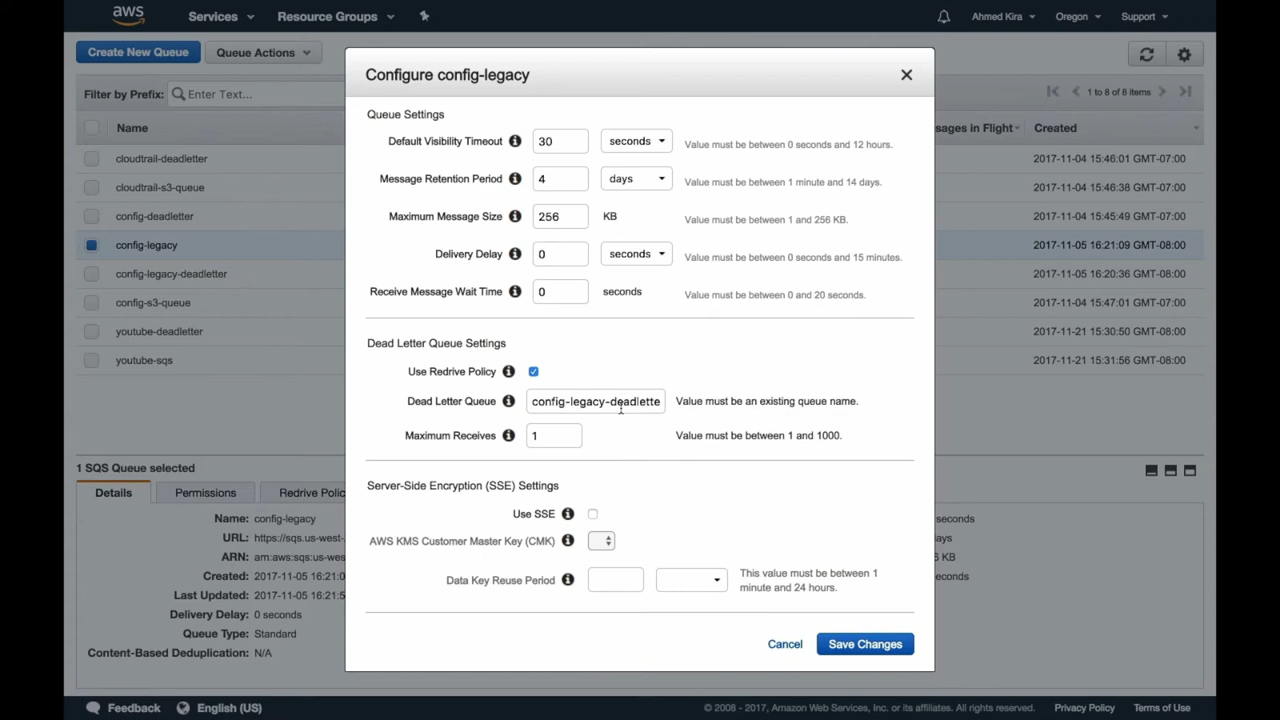 aws Services Resource Groups Ahmed Kira Oregon Support
Create New Queue Queue Actions
Filter by Prefix: Enter Text... 1 to 8 of 8 items
Name sages in Flight Created
cloudtrail-deadletter 2017-11-04 15:46:01 GMT-07:00
cloudtrail-s3-queue 2017-11-04 15:46:38 GMT-07:00
config-deadletter 2017-11-04 15:45:49 GMT-07:00
config-legacy 2017-11-05 16:21:09 GMT-08:00
config-legacy-deadletter 2017-11-05 16:20:36 GMT-08:00
config-s3-queue 2017-11-04 15:47:01 GMT-07:00
youtube-deadletter 2017-11-21 15:30:50 GMT-08:00
youtube-sqs 2017-11-21 15:31:56 GMT-08:00
Configure config-legacy
Queue Settings
Default Visibility Timeout 30 seconds Value must be between 0 seconds and 12 hours.
Message Retention Period 4 days Value must be between 1 minute and 14 days.
Maximum Message Size 256 KB Value must be between 1 and 256 KB.
Delivery Delay 0 seconds Value must be between 0 seconds and 15 minutes.
Receive Message Wait Time 0 seconds Value must be between 0 and 20 seconds.
Dead Letter Queue Settings
Use Redrive Policy
Dead Letter Queue config-legacy-deadlette Value must be an existing queue name.
Maximum Receives 1 Value must be between 1 and 1000.
Server-Side Encryption (SSE) Settings
Use SSE
AWS KMS Customer Master Key (CMK)
Data Key Reuse Period This value must be between 1
minute and 24 hours.
Cancel Save Changes
1 SQS Queue selected
Details Permissions Redrive Polic
Name: config-legacy seconds
URL: https://sqs.us-west- days
ARN: arn:aws:sqs:us-west 6 KB
Created: 2017-11-05 16:21:0 seconds
Last Updated: 2017-11-05 16:21:5
Delivery Delay: 0 seconds
Queue Type: Standard
Content-Based Deduplication: N/A
Feedback English (US) © 2008 - 2017, Amazon Web Services, Inc. or its affiliates. All rights reserved. Privacy Policy Terms of Use